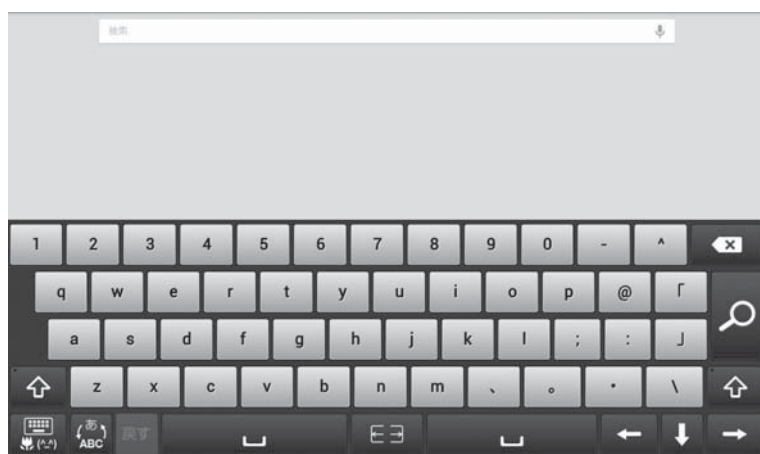 検索
1 2 3 4 5 6 7 8 9 0 - ^
q w e r t y u i o p @ 「
a s d f g h j k l ; : 」
z x c v b n m 、 。 ・ \
(^_^) あ ABC 戻す